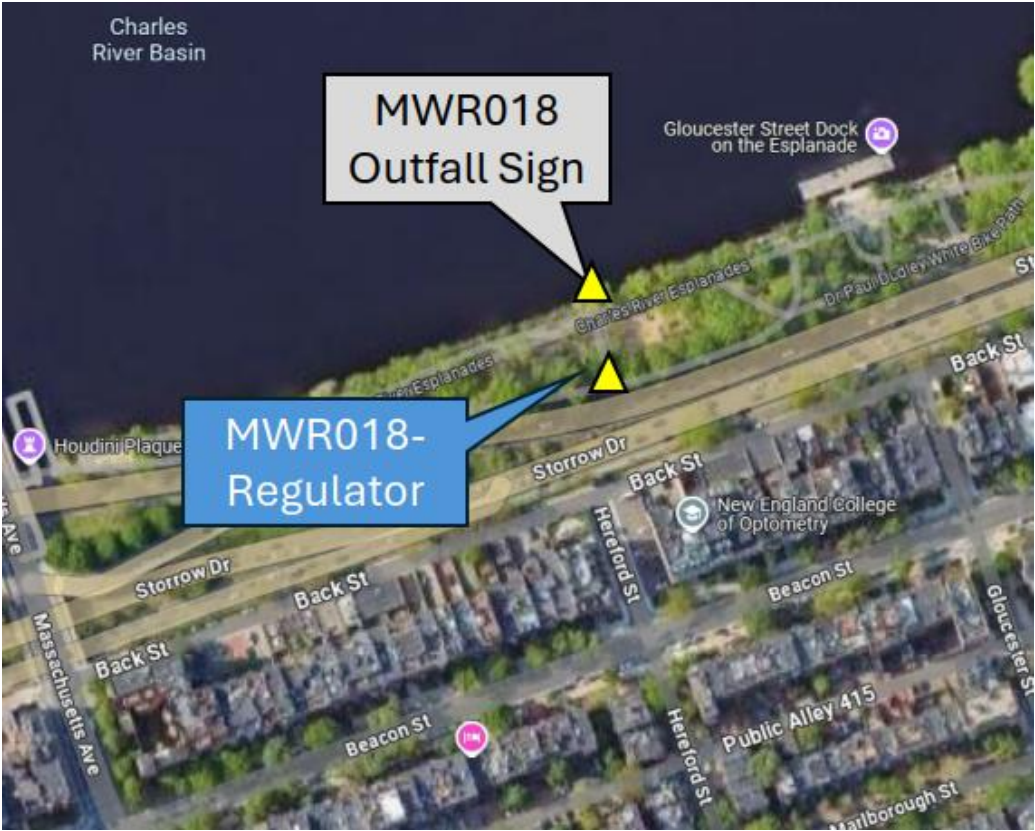 Charles
River Basin
MWR018
Outfall Sign
Gloucester Street Dock
on the Esplanade
Charles River Esplanades
Dr Paul Dudley White Bike Path
St
River Esplanades
Back St
MWR018-
Regulator
Houdini Plaque
Storrow Dr
Back St
New England College
of Optometry
Hereford St
Storrow Dr
Back St
Beacon St
Gloucester S
Massachusetts Ave
Back St
Public Alley 415
Beacon St
Hereford St
Marlborough St